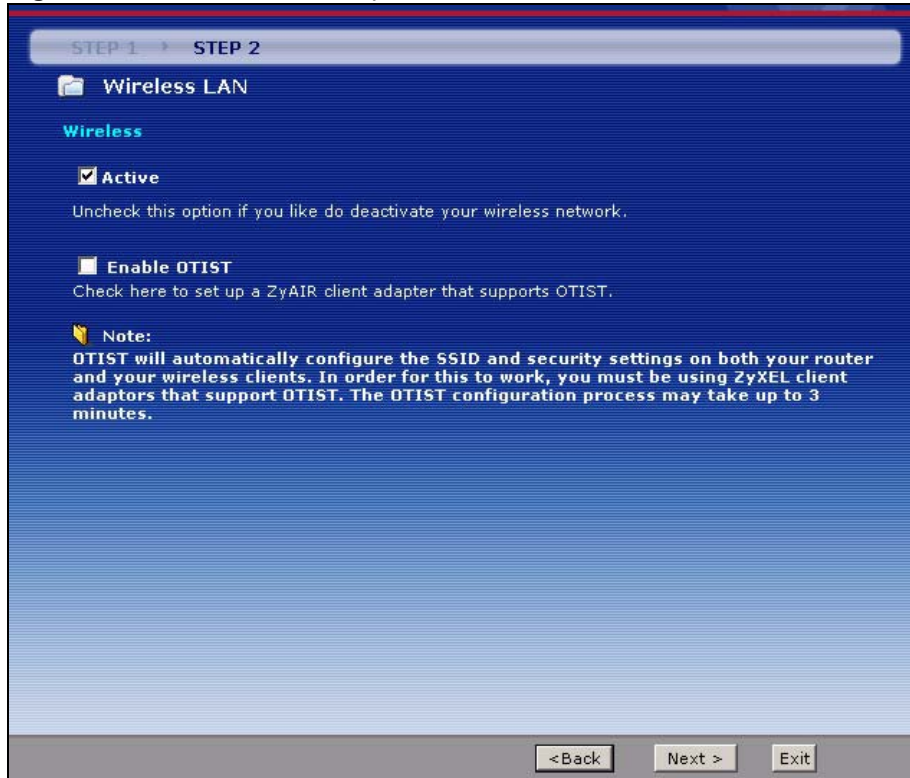 STEP 1 STEP 2
Wireless LAN
Wireless
Active
Uncheck this option if you like do deactivate your wireless network.
Enable OTIST
Check here to set up a ZyAIR client adapter that supports OTIST.
Note:
OTIST will automatically configure the SSID and security settings on both your router
and your wireless clients. In order for this to work, you must be using ZyXEL client
adaptors that support OTIST. The OTIST configuration process may take up to 3
minutes.
<Back Next > Exit